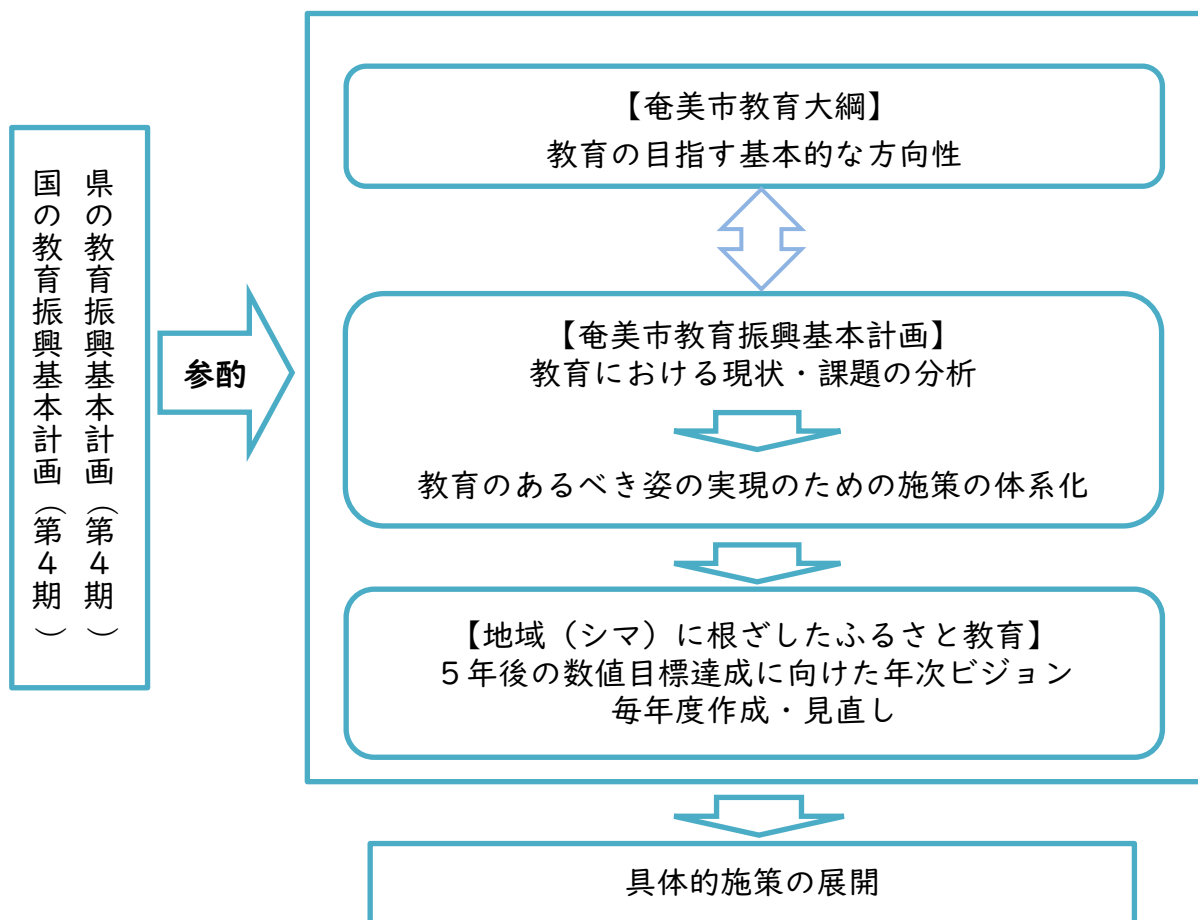 県の教育振興基本計画（第４期）
国の教育振興基本計画（第４期）
参酌
【奄美市教育大綱】
教育の目指す基本的な方向性
【奄美市教育振興基本計画】
教育における現状・課題の分析
教育のあるべき姿の実現のための施策の体系化
【地域（シマ）に根ざしたふるさと教育】
５年後の数値目標達成に向けた年次ビジョン
毎年度作成・見直し
具体的施策の展開